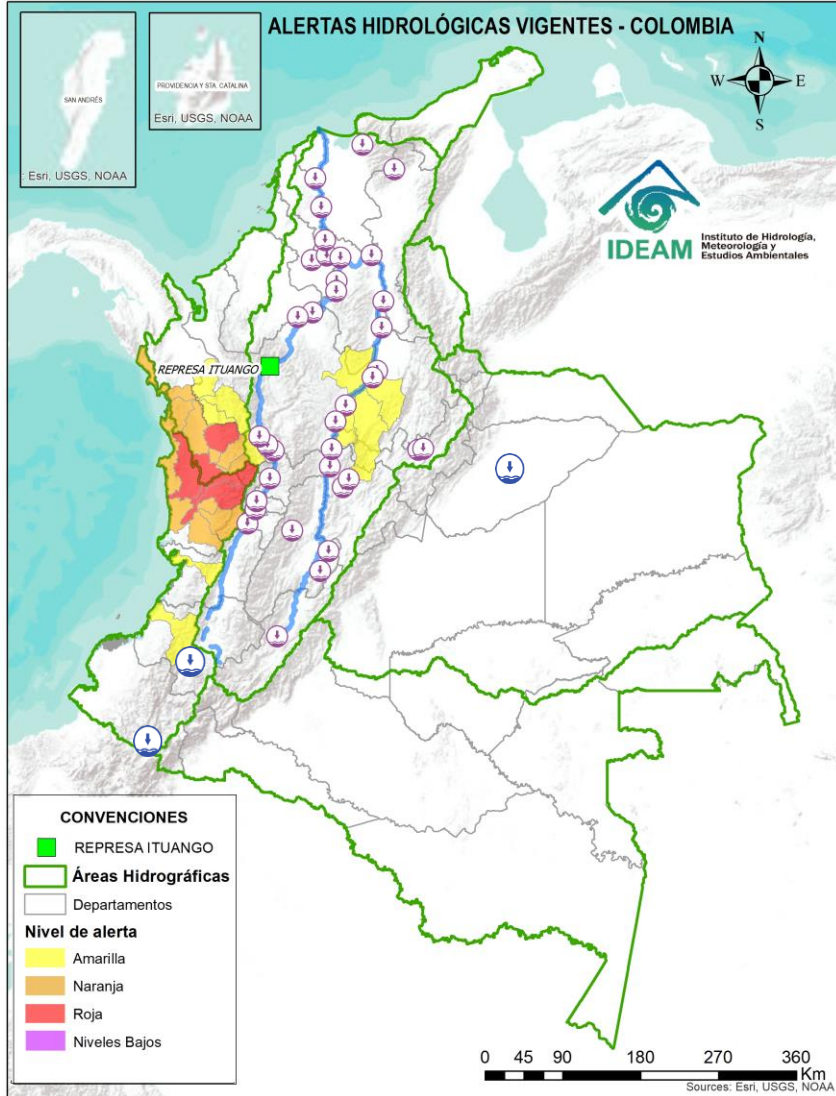 ALERTAS HIDROLÓGICAS VIGENTES - COLOMBIA
SAN ANDRÉS
: Esri, USGS, NOAA
PROVIDENCIA Y STA. CATALINA
Esri, USGS, NOAA
N
W
E
S
IDEAM
Instituto de Hidrología,
Meteorología y
Estudios Ambientales
REPRESA ITUANGO
CONVENCIONES
REPRESA ITUANGO
Áreas Hidrográficas
Departamentos
Nivel de alerta
Amarilla
Naranja
Roja
Niveles Bajos
0 45 90 180 270 360
Km
Sources: Esri, USGS, NOAA